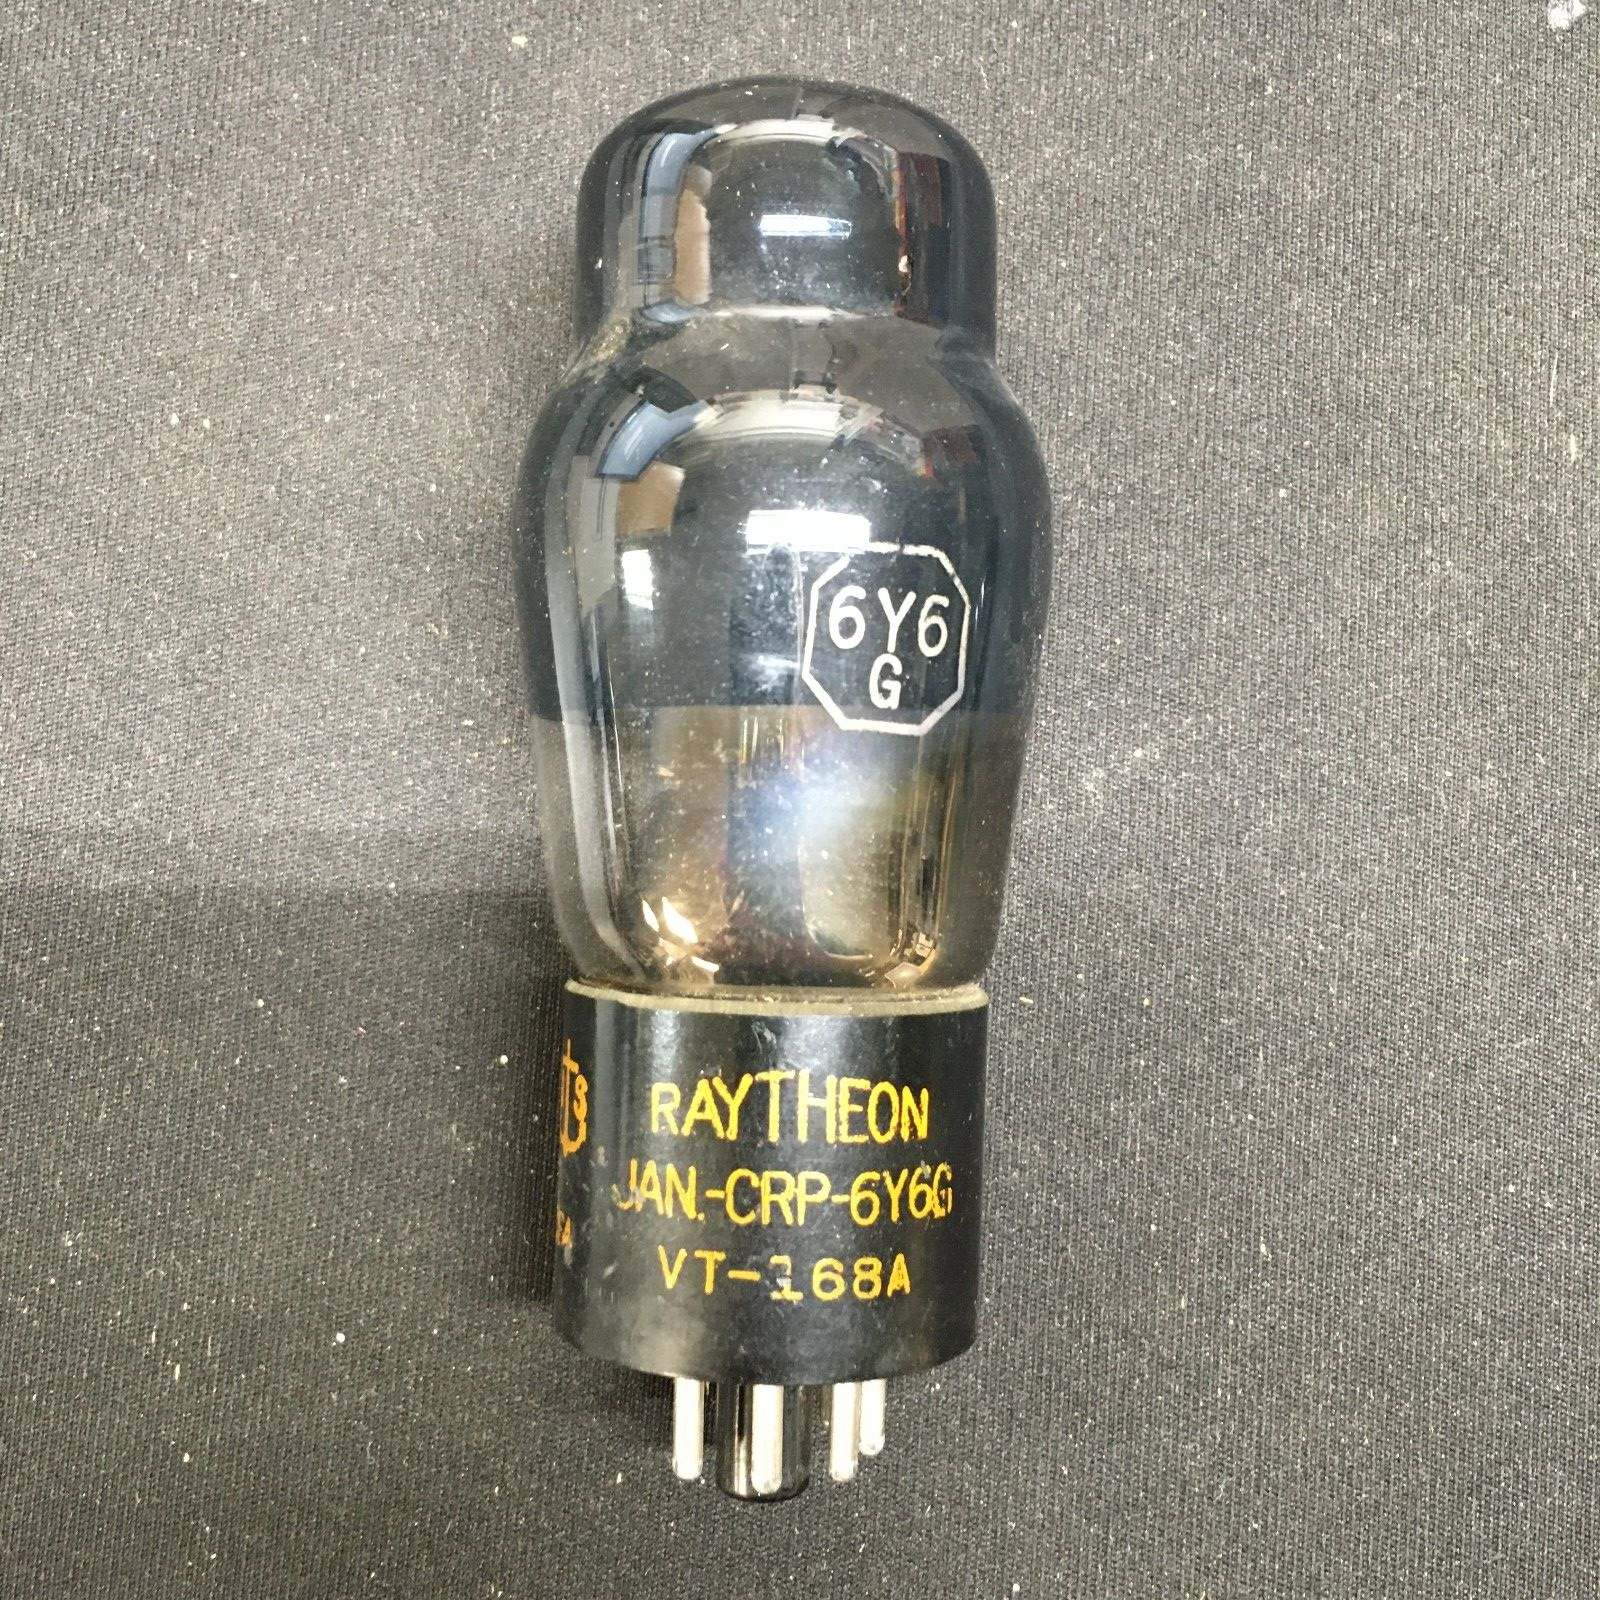 6Y6
G
RAYTHEON
JAN.-CRP-6Y6G
VT-168A